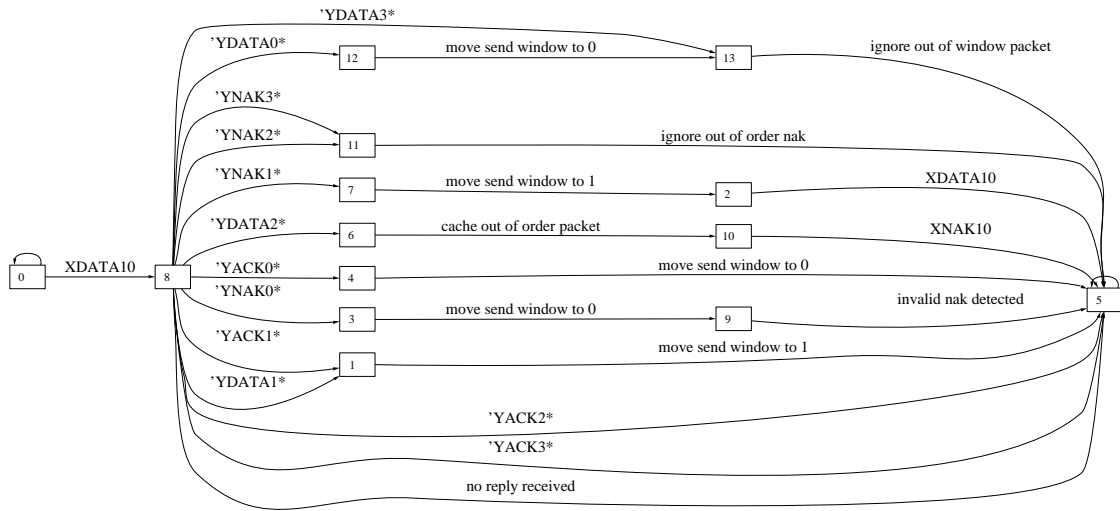 'YDATA3*
'YDATA0*
12
move send window to 0
13
ignore out of window packet
'YNAK3*
'YNAK2*
11
ignore out of order nak
'YNAK1*
7
move send window to 1
2
XDATA10
'YDATA2*
6
cache out of order packet
10
XNAK10
0
XDATA10
8
'YACK0*
4
move send window to 0
'YNAK0*
3
move send window to 0
9
invalid nak detected
5
'YACK1*
1
move send window to 1
'YDATA1*
'YACK2*
'YACK3*
no reply received